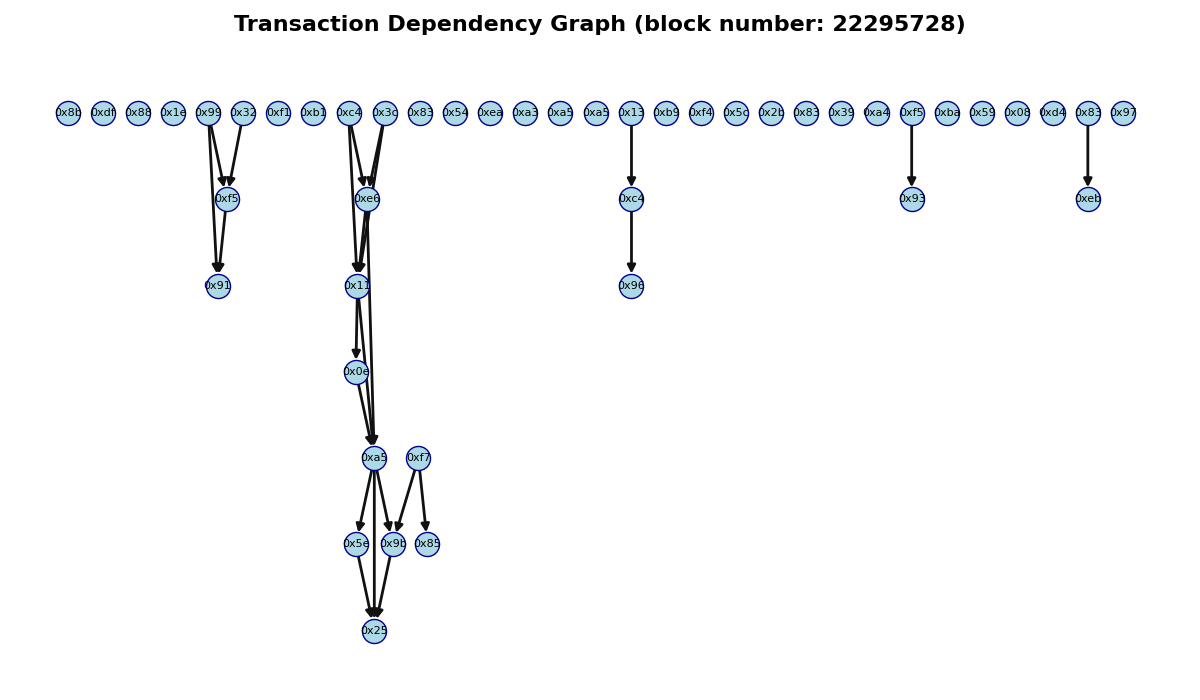 Transaction Dependency Graph (block number: 22295728)
0x8b 0xdf 0x88 0x1e 0x99 0x32 0xf1 0xb1 0xc4 0x3c 0x83 0x54 0xea 0xa3 0xa5 0xa5 0x13 0xb9 0xf4 0x5c 0x2b 0x83 0x39 0xa4 0xf5 0xba 0x59 0x08 0xd4 0x83 0x97
0xf5 0xe6 0xc4 0x93 0xeb
0x91 0x11 0x96
0x0e
0xa5 0xf7
0x5e 0x9b 0x85
0x25